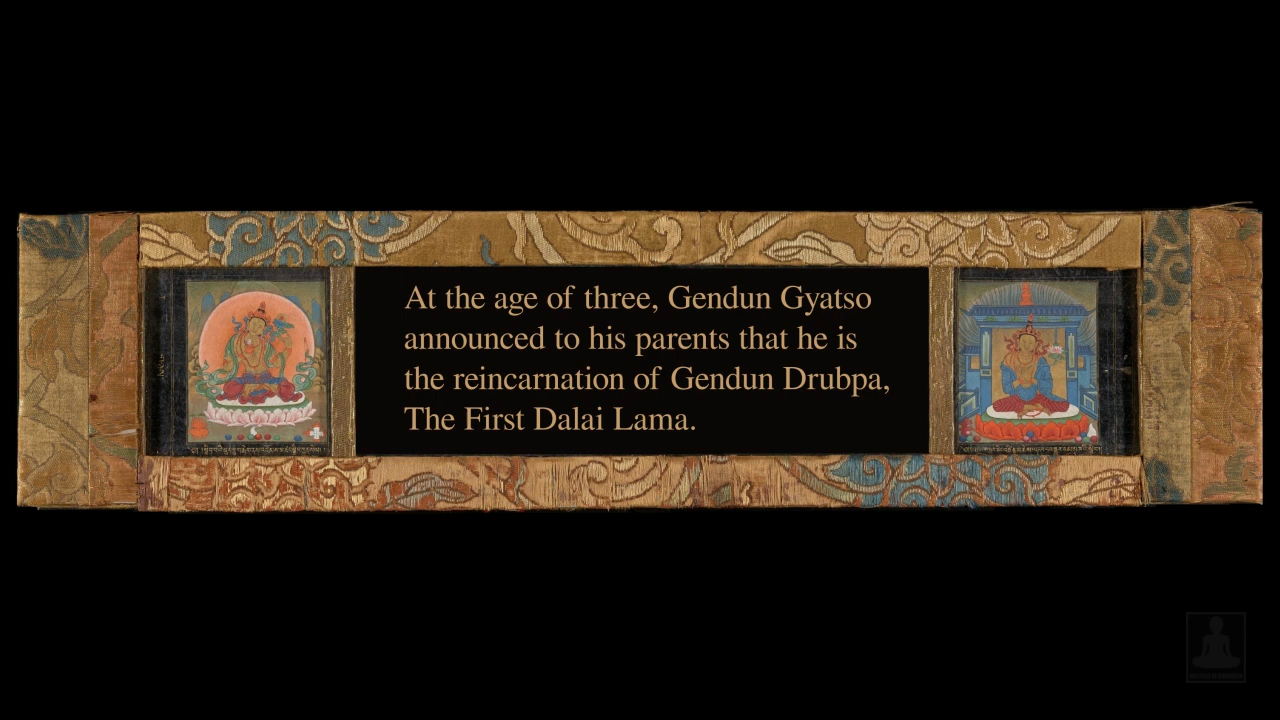 At the age of three, Gendun Gyatso
announced to his parents that he is
the reincarnation of Gendun Drubpa,
The First Dalai Lama.